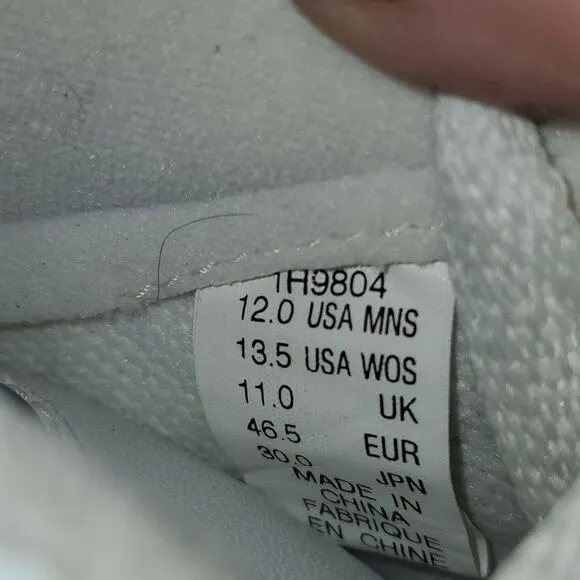 1H9804
12.0 USA MNS
13.5 USA WOS
11.0 UK
46.5 EUR
30.0 JPN
MADE IN
CHINA
FABRIQUE
EN CHINE